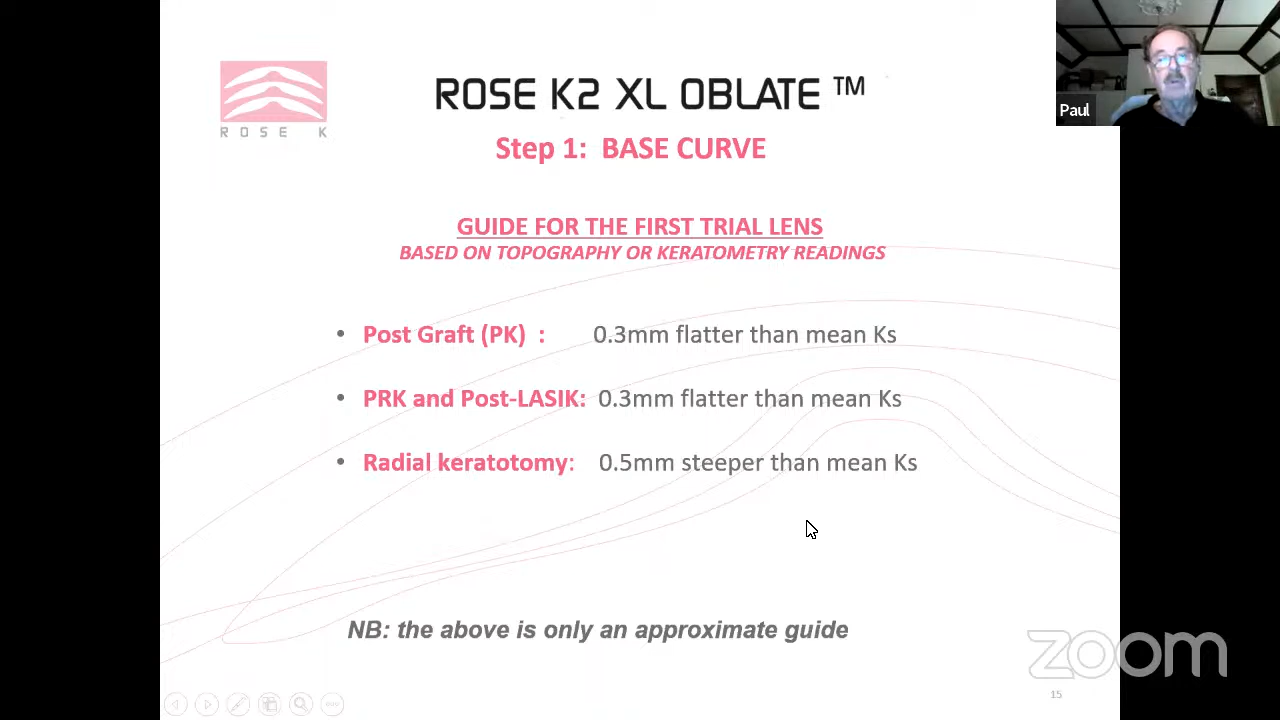 ROSE K
ROSE K2 XL OBLATE ™
Step 1: BASE CURVE
Paul
GUIDE FOR THE FIRST TRIAL LENS
BASED ON TOPOGRAPHY OR KERATOMETRY READINGS
• Post Graft (PK) : 0.3mm flatter than mean Ks
• PRK and Post-LASIK: 0.3mm flatter than mean Ks
• Radial keratotomy: 0.5mm steeper than mean Ks
NB: the above is only an approximate guide
zoom
15